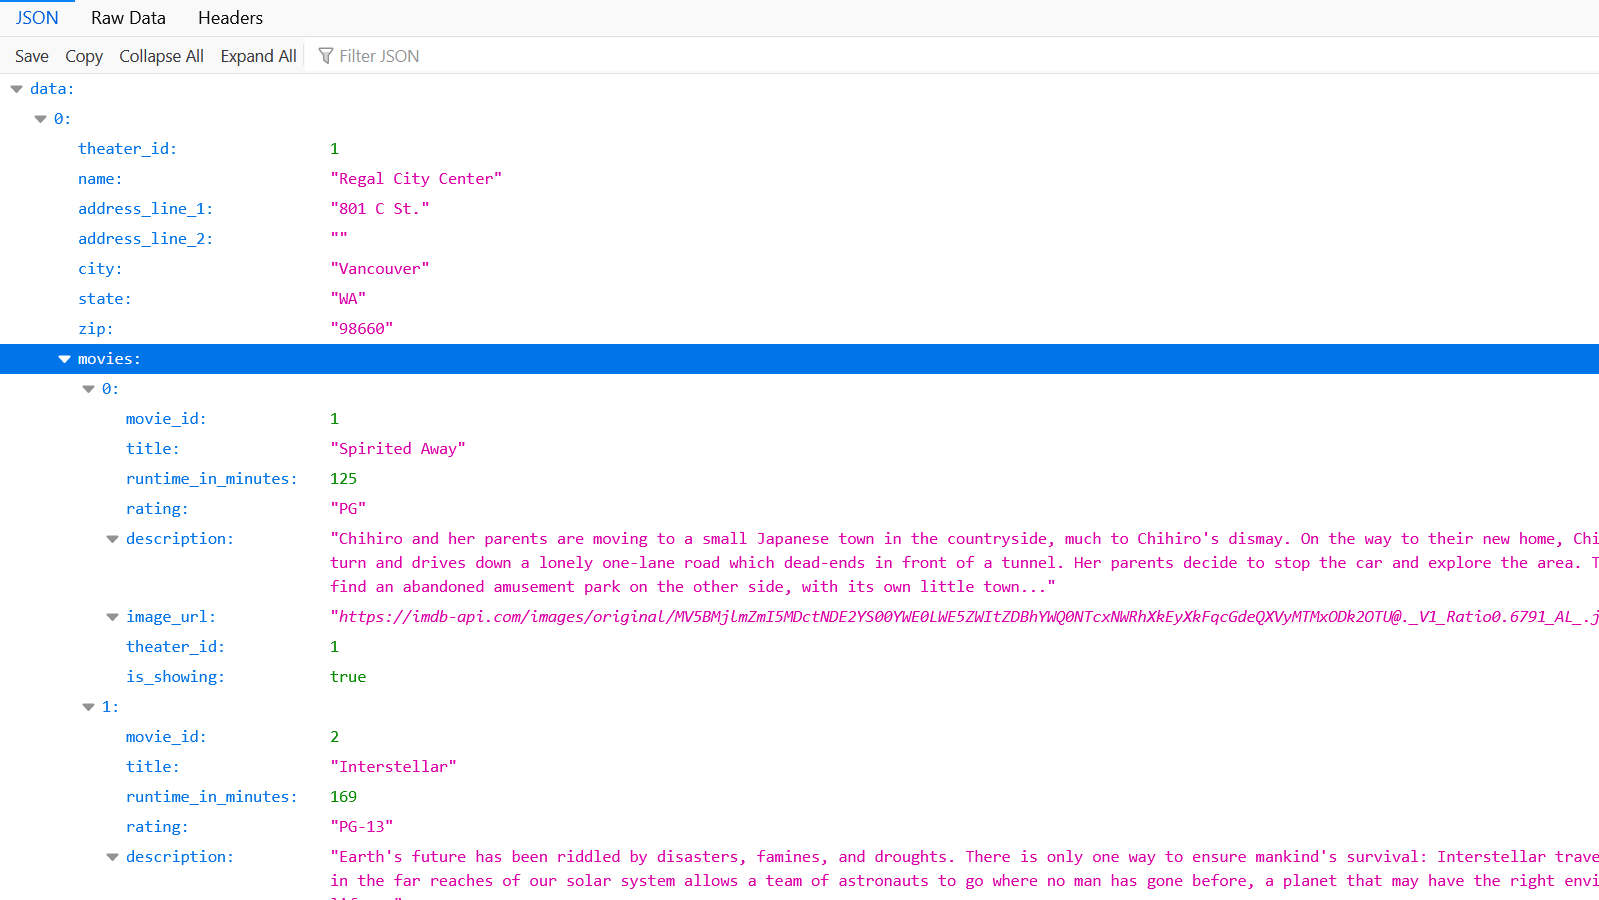 JSON Raw Data Headers
Save Copy Collapse All Expand All Filter JSON
data:
0:
theater_id: 1
name: "Regal City Center"
address_line_1: "801 C St."
address_line_2: ""
city: "Vancouver"
state: "WA"
zip: "98660"
movies:
0:
movie_id: 1
title: "Spirited Away"
runtime_in_minutes: 125
rating: "PG"
description: "Chihiro and her parents are moving to a small Japanese town in the countryside, much to Chihiro's dismay. On the way to their new home, Chi
turn and drives down a lonely one-lane road which dead-ends in front of a tunnel. Her parents decide to stop the car and explore the area. T
find an abandoned amusement park on the other side, with its own little town..."
image_url: "https://imdb-api.com/images/original/MV5BMjlmZmI5MDctNDE2YS00YWE0LWE5ZWItZDBhYWQ0NTcxNWRhXkEyXkFqcGdeQXVyMTMxODk2OTU@._V1_Ratio0.6791_AL_.j
theater_id: 1
is_showing: true
1:
movie_id: 2
title: "Interstellar"
runtime_in_minutes: 169
rating: "PG-13"
description: "Earth's future has been riddled by disasters, famines, and droughts. There is only one way to ensure mankind's survival: Interstellar trave
in the far reaches of our solar system allows a team of astronauts to go where no man has gone before, a planet that may have the right envi